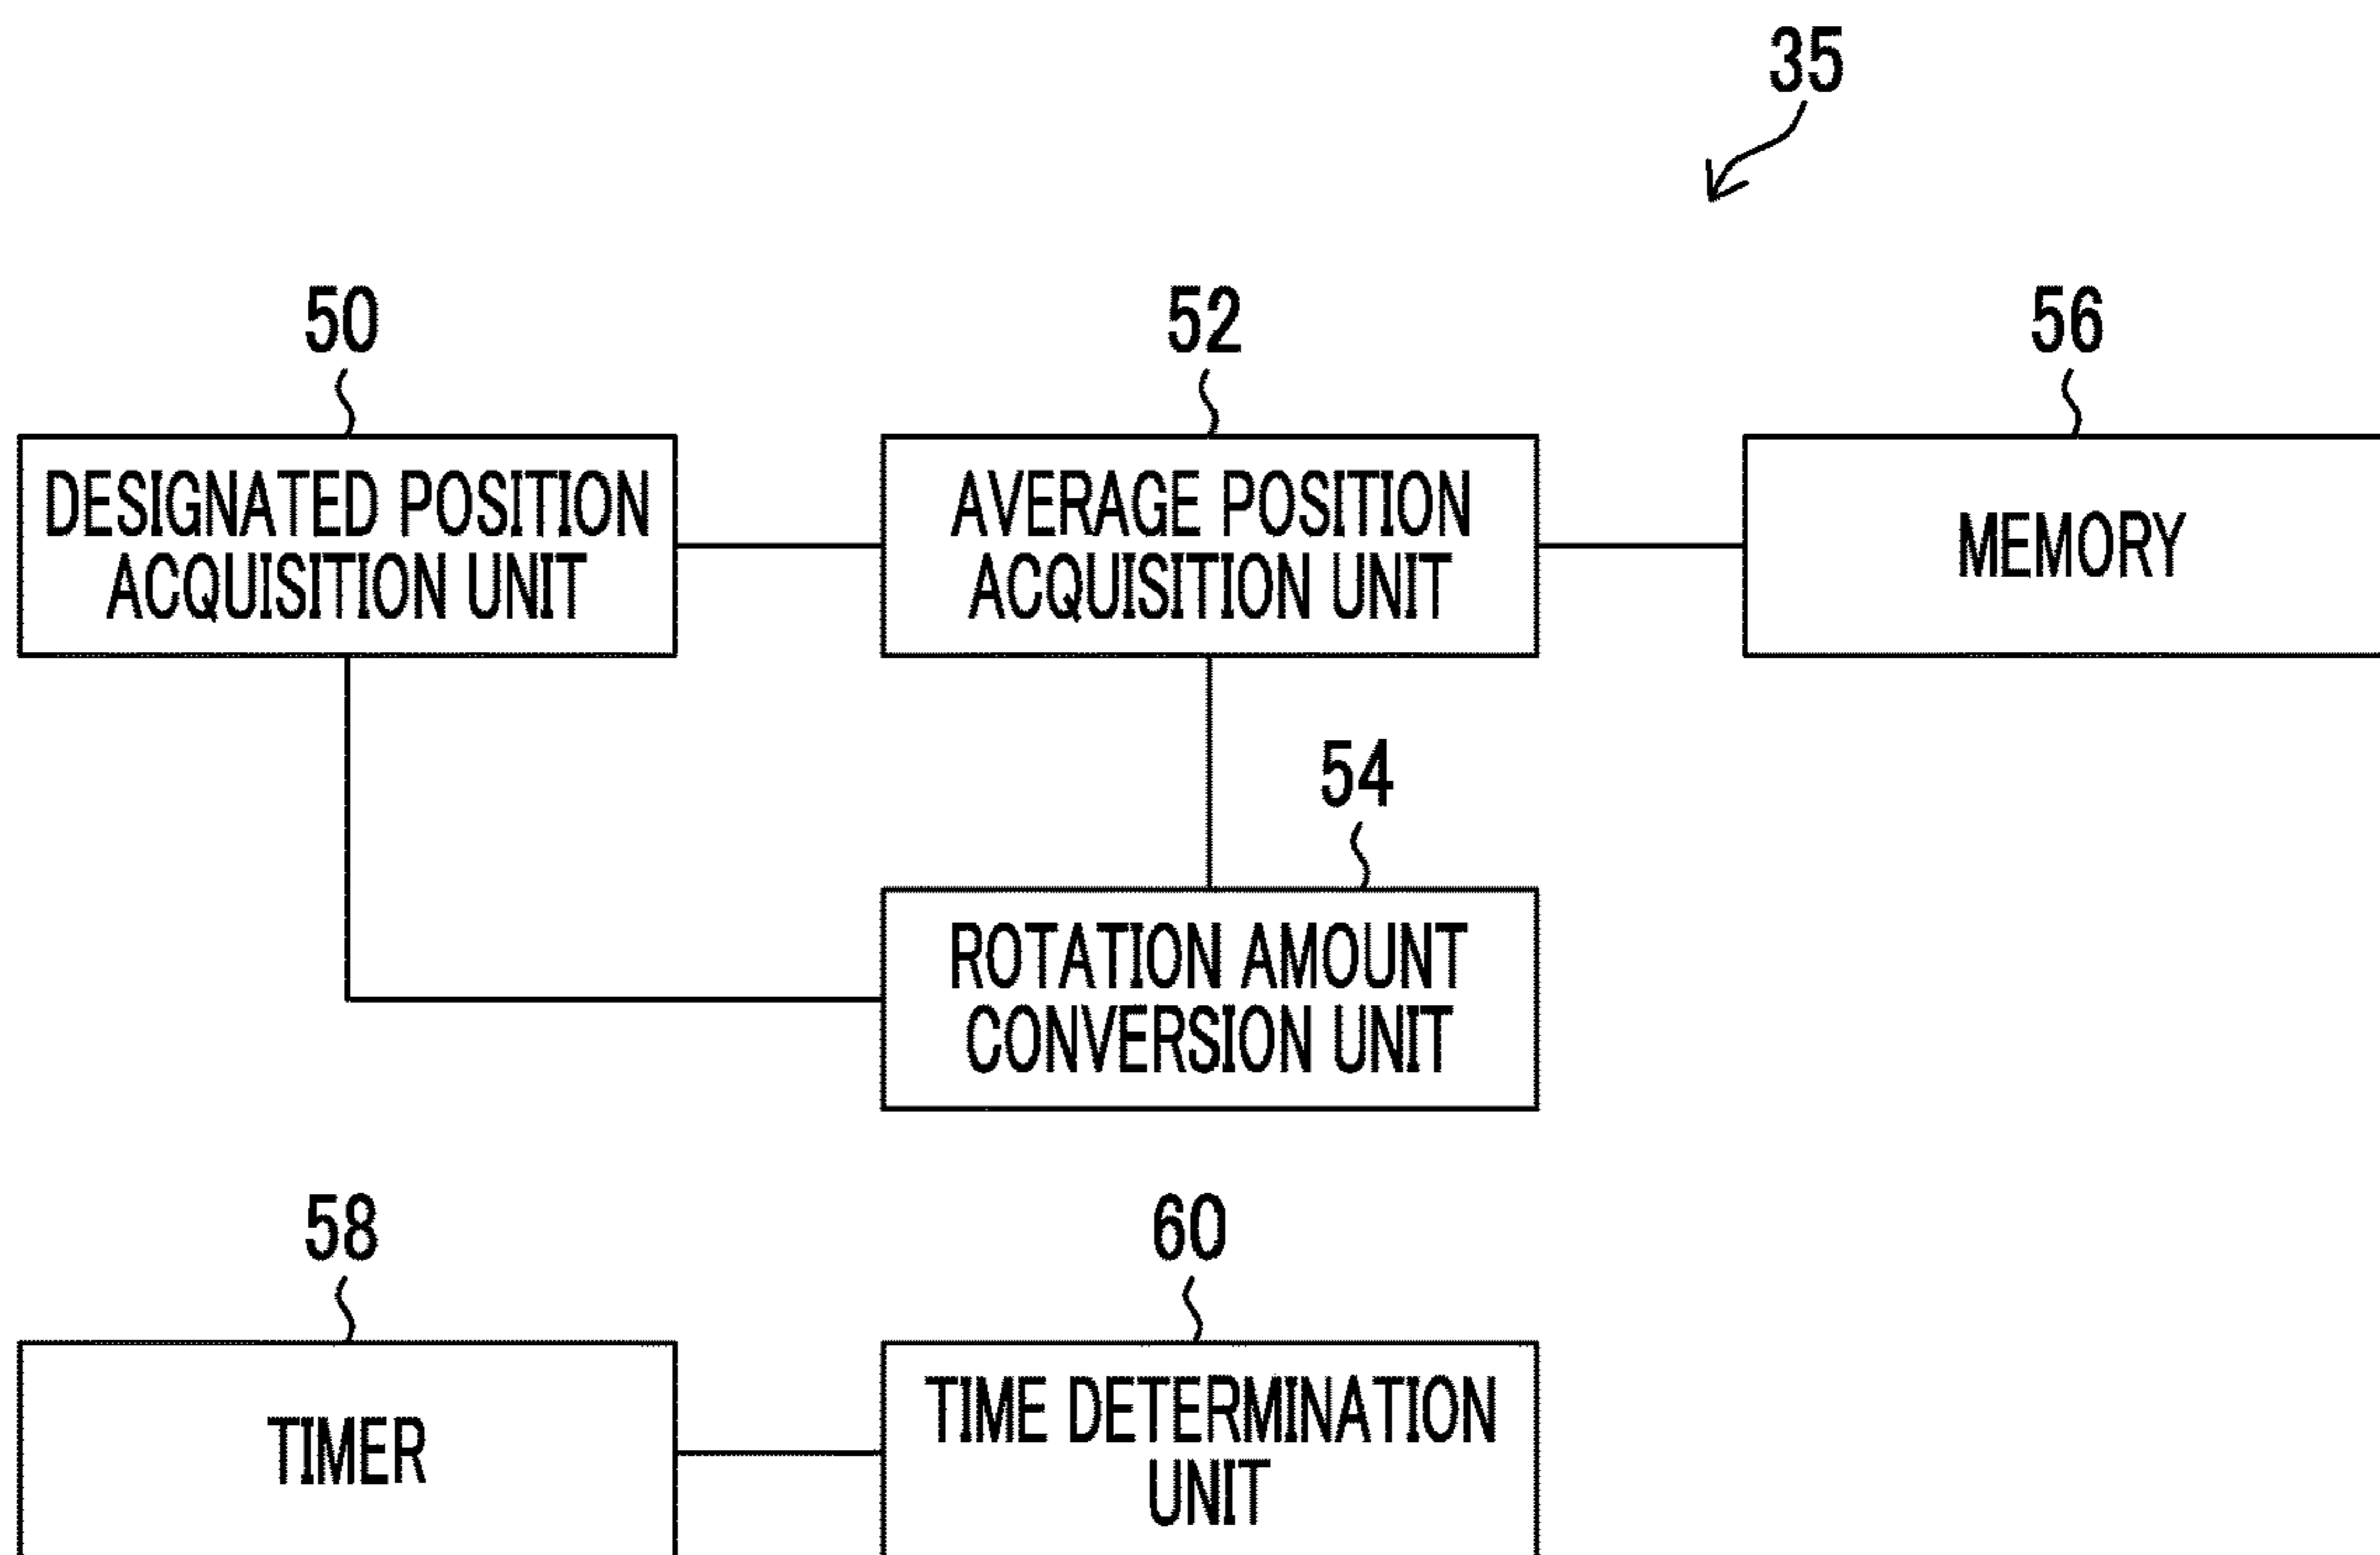 35
50
52
56
DESIGNATED POSITION
ACQUISITION UNIT
AVERAGE POSITION
ACQUISITION UNIT
MEMORY
54
ROTATION AMOUNT
CONVERSION UNIT
58
60
TIMER
TIME DETERMINATION
UNIT